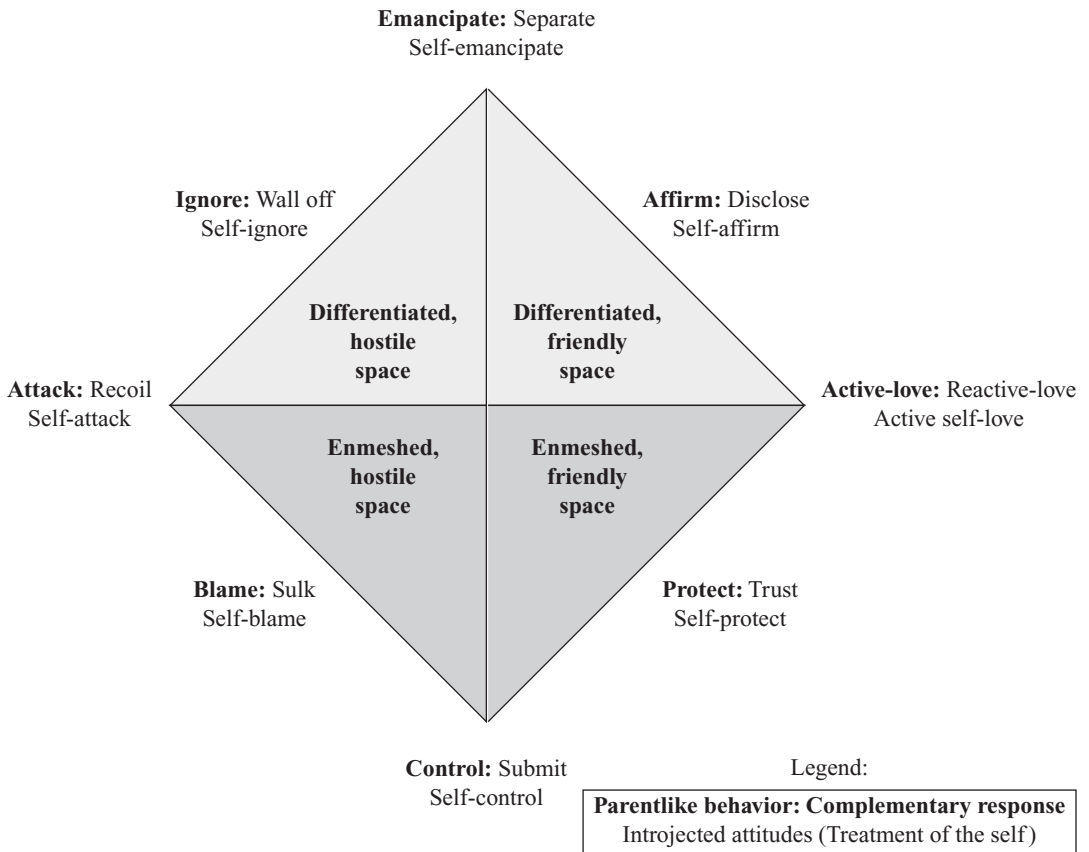 Emancipate: Separate
Self-emancipate
Ignore: Wall off
Self-ignore
Affirm: Disclose
Self-affirm
Differentiated,
hostile
space
Differentiated,
friendly
space
Attack: Recoil
Self-attack
Active-love: Reactive-love
Active self-love
Enmeshed,
hostile
space
Enmeshed,
friendly
space
Blame: Sulk
Self-blame
Protect: Trust
Self-protect
Control: Submit
Self-control
Legend:
Parentlike behavior: Complementary response
Introjected attitudes (Treatment of the self)